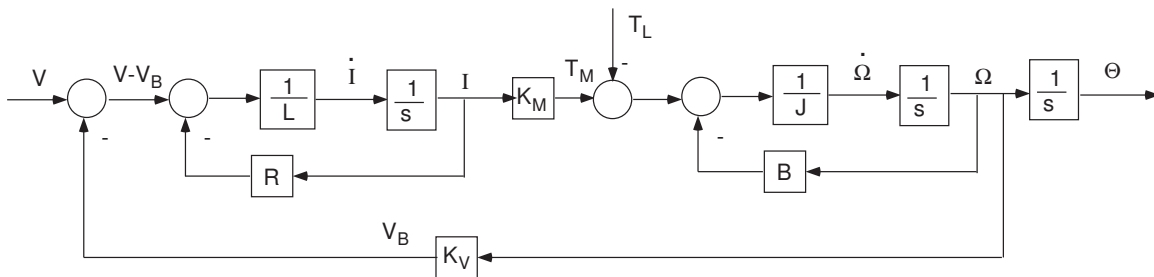 T_L
V
V-V_B
İ
I
T_M
Ω̇
Ω
Θ
-
1/L
1/s
K_M
1/J
1/s
1/s
-
-
-
R
B
V_B
K_V